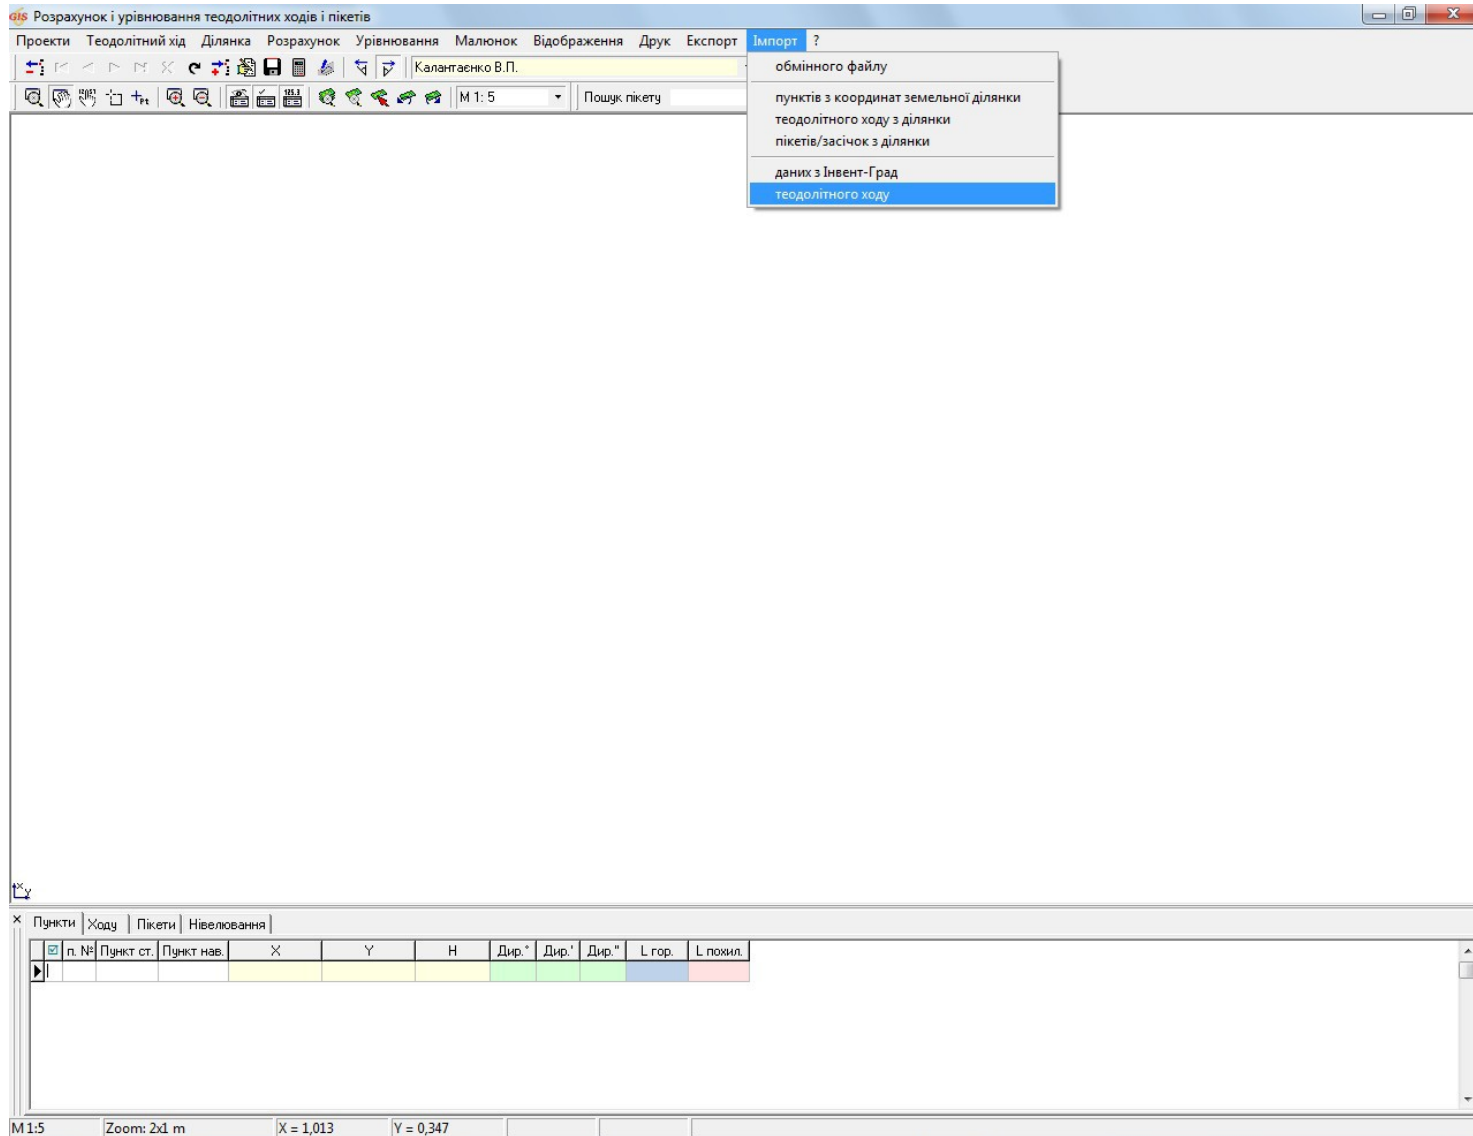 GIS Розрахунок і урівнювання теодолітних ходів і пікетів
Проекти Теодолітний хід Ділянка Розрахунок Урівнювання Малюнок Відображення Друк Експорт Імпорт ?
Калантаєнко В.П.
M 1: 5 Пошук пікету
обмінного файлу
пунктів з координат земельної ділянки
теодолітного ходу з ділянки
пікетів/засічок з ділянки
даних з Інвент-Град
теодолітного ходу
x
y
Пункти Ходу Пікети Нівелювання
п. № Пункт ст. Пункт нав. X Y H Дир.° Дир.' Дир." L гор. L похил.
M 1:5 Zoom: 2x1 m X = 1,013 Y = 0,347